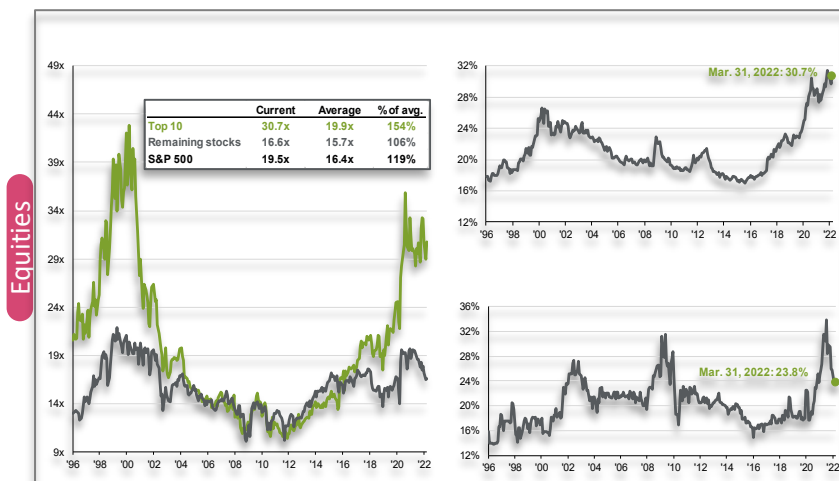 Equities
49x
44x
39x
34x
29x
24x
19x
14x
9x
'96 '98 '00 '02 '04 '06 '08 '10 '12 '14 '16 '18 '20 '22
Current Average % of avg.
Top 10 30.7x 19.9x 154%
Remaining stocks 16.6x 15.7x 106%
S&P 500 19.5x 16.4x 119%
32%
28%
24%
20%
16%
12%
Mar. 31, 2022: 30.7%
'96 '98 '00 '02 '04 '06 '08 '10 '12 '14 '16 '18 '20 '22
36%
32%
28%
24%
20%
16%
12%
Mar. 31, 2022: 23.8%
'96 '98 '00 '02 '04 '06 '08 '10 '12 '14 '16 '18 '20 '22